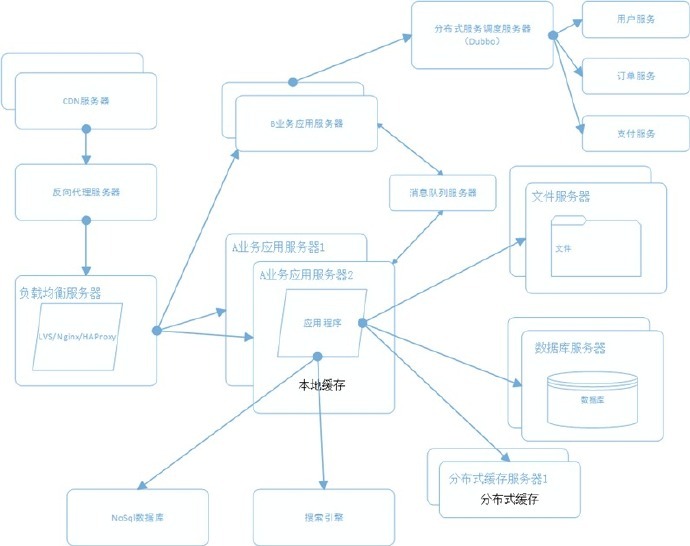 分布式服务调度服务器
（Dubbo）
用户服务
订单服务
支付服务
CDN服务器
B业务应用服务器
反向代理服务器
消息队列服务器
文件服务器
文件
A业务应用服务器1
A业务应用服务器2
负载均衡服务器
LVS/Nginx/HAProxy
应用程序
本地缓存
数据库服务器
数据库
分布式缓存服务器1
分布式缓存
NoSql数据库
搜索引擎